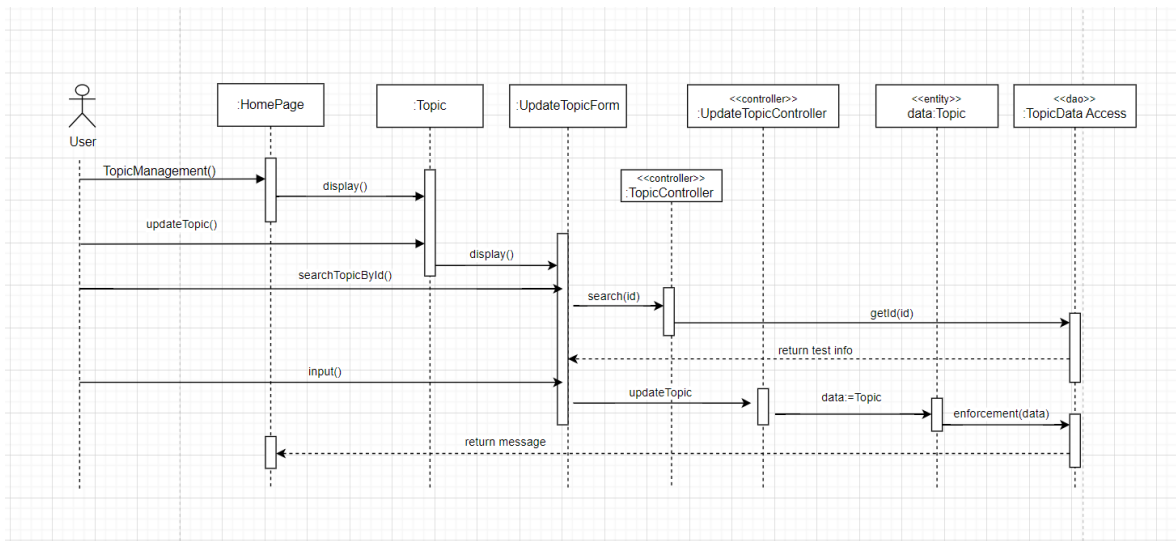 User
:HomePage
:Topic
:UpdateTopicForm
<<controller>>
:UpdateTopicController
<<entity>>
data:Topic
<<dao>>
:TopicData Access
<<controller>>
:TopicController
TopicManagement()
display()
updateTopic()
display()
searchTopicById()
search(id)
getId(id)
return test info
input()
updateTopic
data:=Topic
enforcement(data)
return message